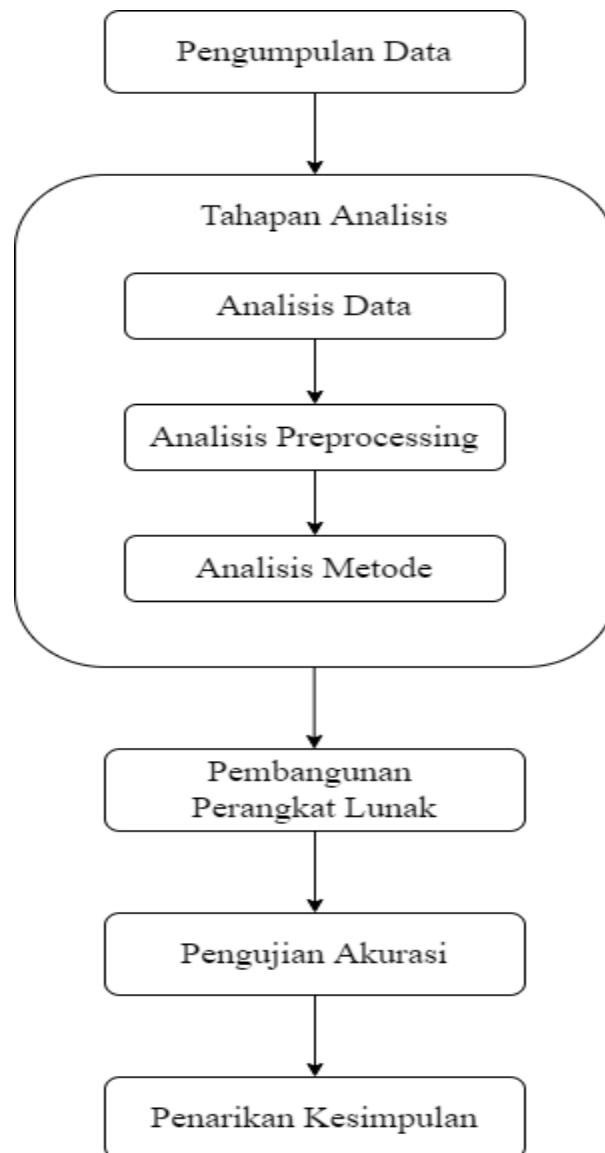 Pengumpulan Data
Tahapan Analisis
Analisis Data
Analisis Preprocessing
Analisis Metode
Pembangunan
Perangkat Lunak
Pengujian Akurasi
Penarikan Kesimpulan